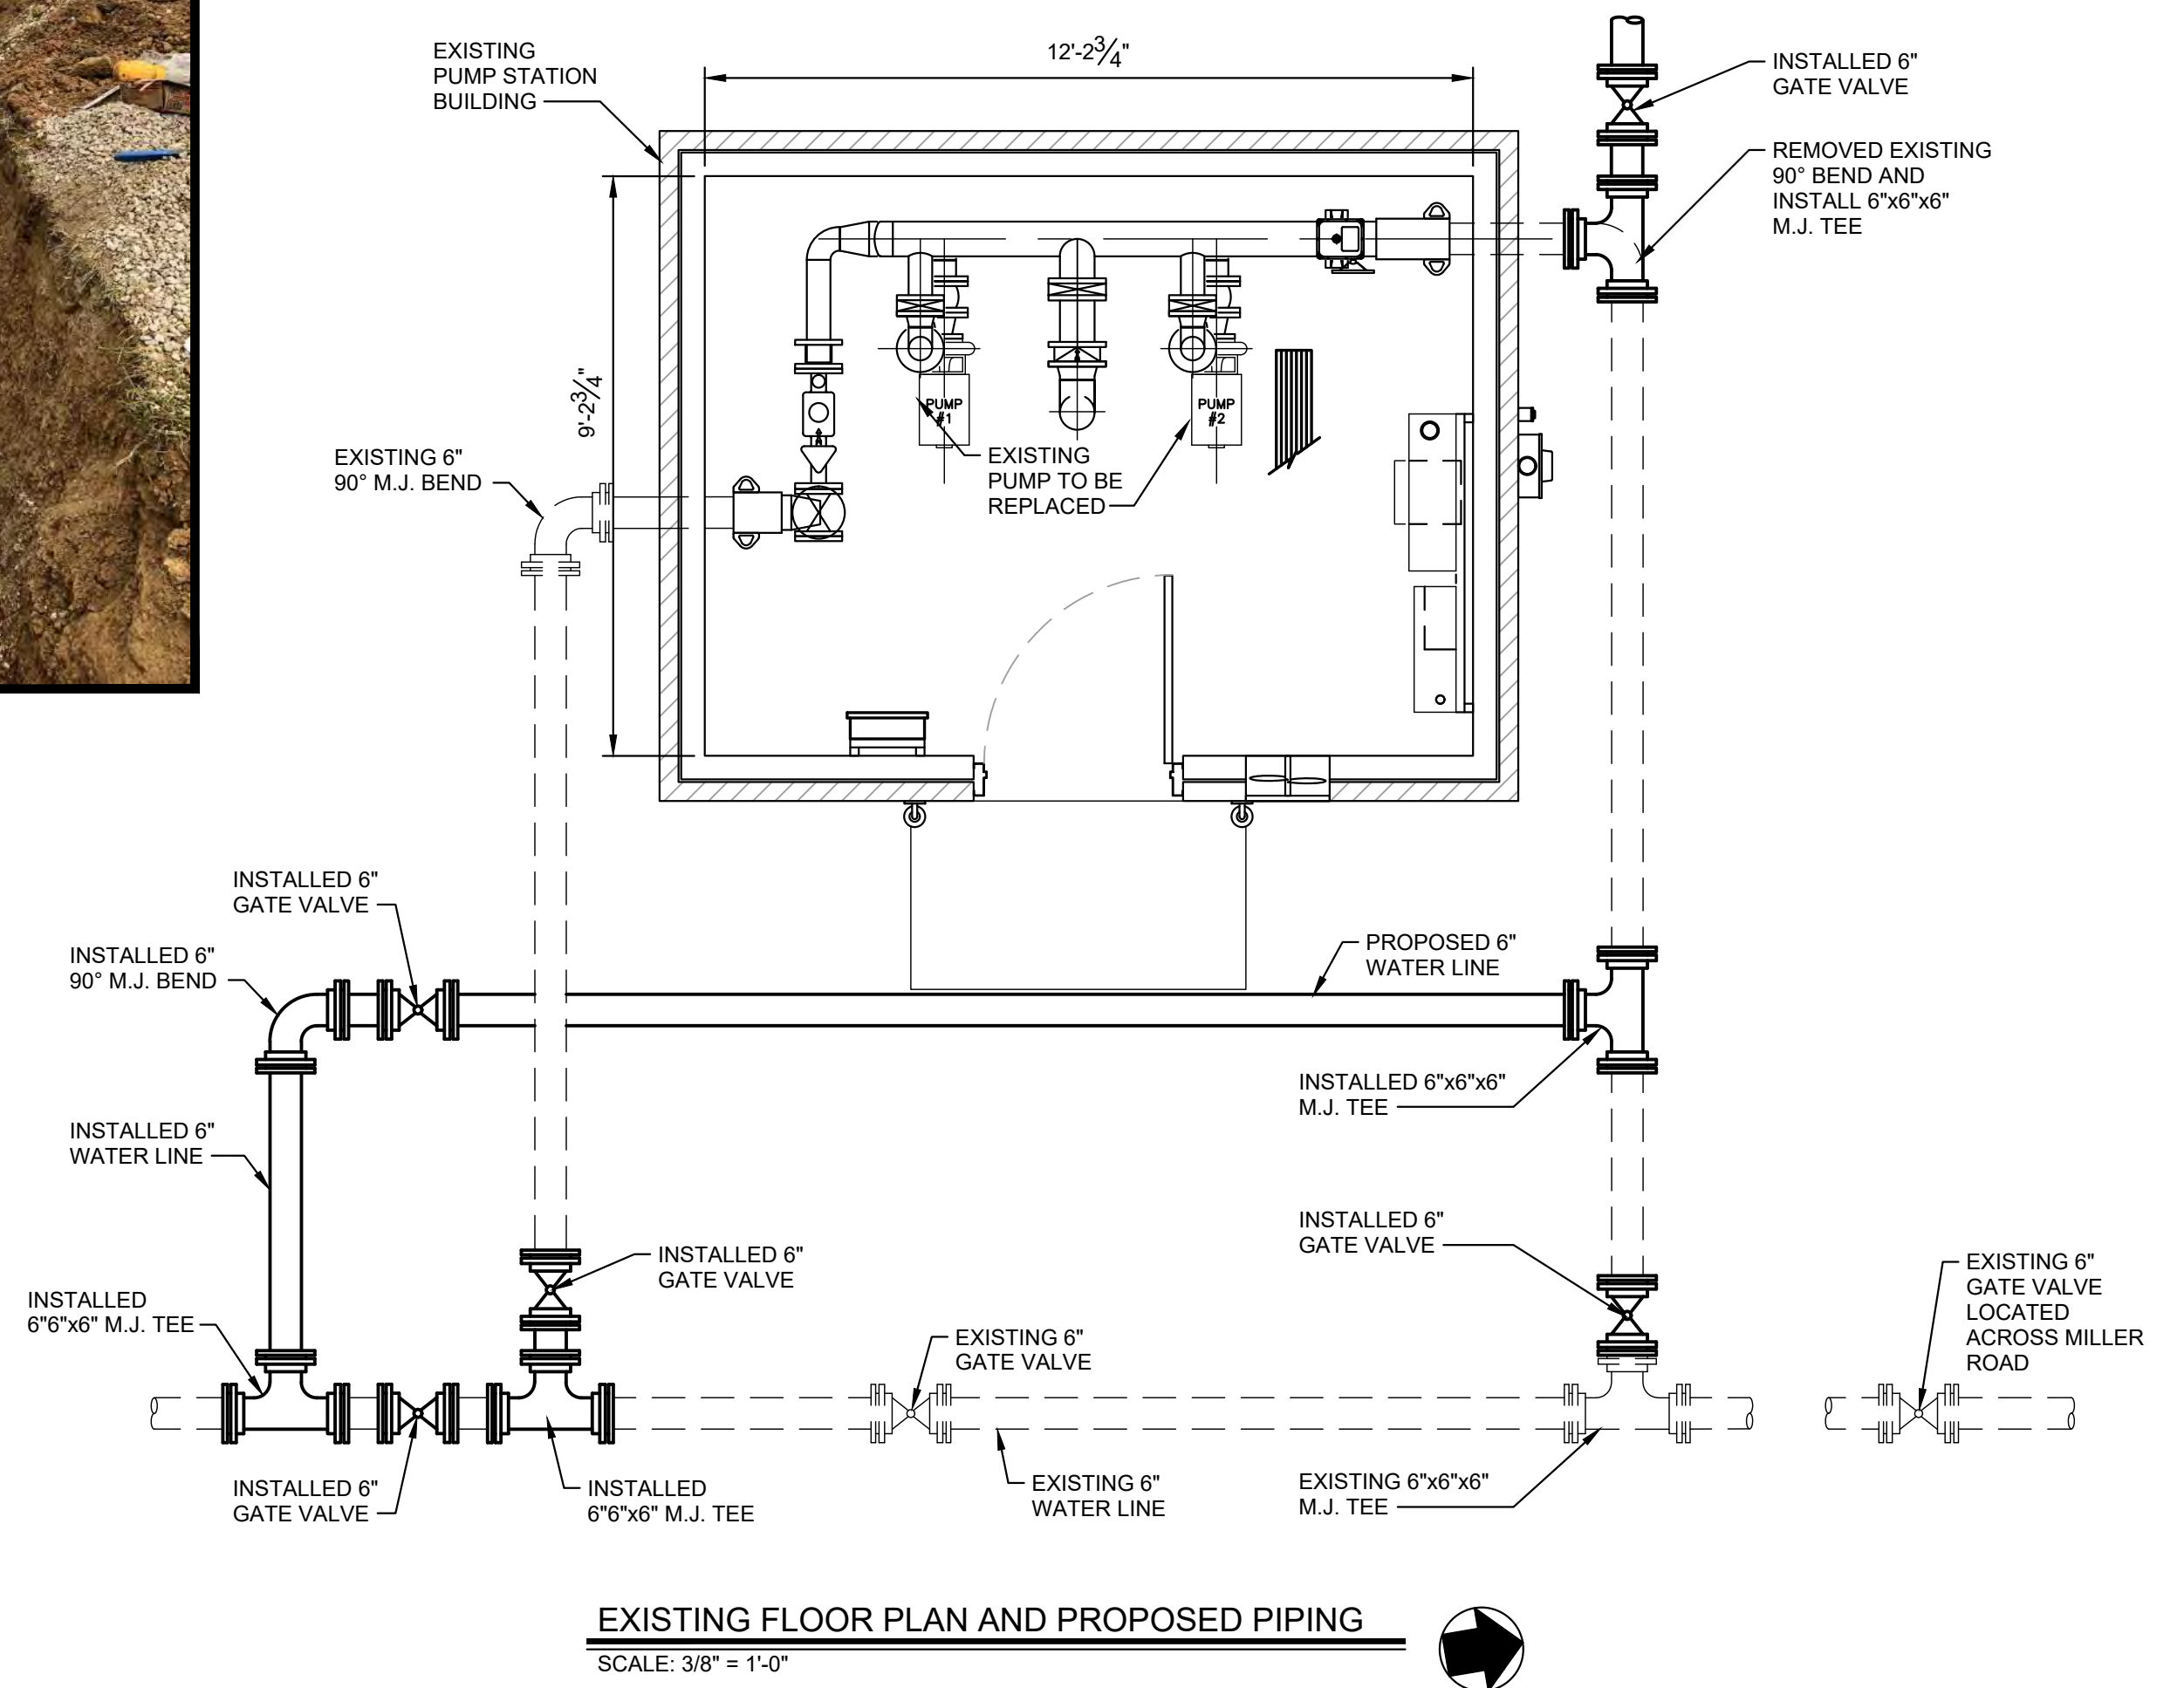 EXISTING
PUMP STATION
BUILDING
12'-2¾"
INSTALLED 6"
GATE VALVE
REMOVED EXISTING
90° BEND AND
INSTALL 6"x6"x6"
M.J. TEE
9'-2¾"
PUMP
#1
PUMP
#2
EXISTING
PUMP TO BE
REPLACED
EXISTING 6"
90° M.J. BEND
INSTALLED 6"
GATE VALVE
INSTALLED 6"
90° M.J. BEND
PROPOSED 6"
WATER LINE
INSTALLED 6"x6"x6"
M.J. TEE
INSTALLED 6"
WATER LINE
INSTALLED 6"
GATE VALVE
INSTALLED 6"
GATE VALVE
EXISTING 6"
GATE VALVE
LOCATED
ACROSS MILLER
ROAD
INSTALLED
6"6"x6" M.J. TEE
EXISTING 6"
GATE VALVE
INSTALLED 6"
GATE VALVE
INSTALLED
6"6"x6" M.J. TEE
EXISTING 6"
WATER LINE
EXISTING 6"x6"x6"
M.J. TEE
EXISTING FLOOR PLAN AND PROPOSED PIPING
SCALE: 3/8" = 1'-0"